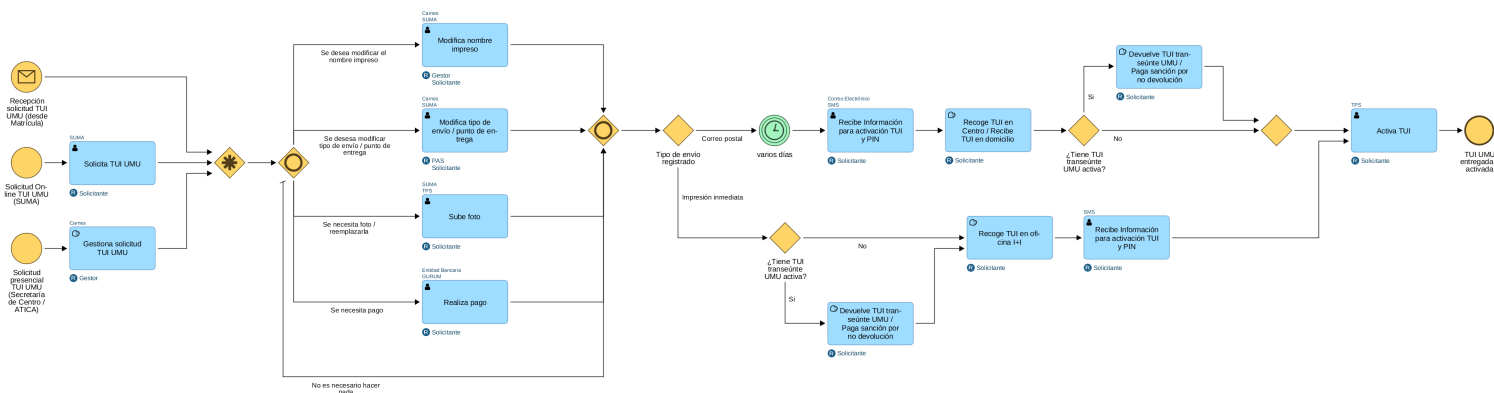 Recepción
solicitud TUI
UMU (desde
Matrícula)
SUMA
Solicita TUI UMU
R Solicitante
Solicitud On-
line TUI UMU
(SUMA)
Carnes
Gestiona solicitud
TUI UMU
R Gestor
Solicitud
presencial
TUI UMU
(Secretaría
de Centro /
ATICA)
Se desea modificar el
nombre impreso
Carnes
SUMA
Modifica nombre
impreso
R Gestor
Solicitante
Se desesa modificar
tipo de envío / punto de
entrega
Carnes
SUMA
Modifica tipo de
envío / punto de en-
trega
R PAS
Solicitante
Se necesita foto /
reemplazarla
SUMA
TPS
Sube foto
R Solicitante
Se necesita pago
Entidad Bancaria
GURUM
Realiza pago
R Solicitante
No es necesario hacer
nada
Tipo de envío
registrado
Correo postal
varios días
Correo Electrónico
SMS
Recibe Información
para activación TUI
y PIN
R Solicitante
Recoge TUI en
Centro / Recibe
TUI en domicilio
R Solicitante
¿Tiene TUI
transeúnte
UMU activa?
Si
No
Devuelve TUI tran-
seúnte UMU /
Paga sanción por
no devolución
R Solicitante
TPS
Activa TUI
R Solicitante
TUI UMU
entregada
activada
Impresión inmediata
¿Tiene TUI
transeúnte
UMU activa?
No
Si
Devuelve TUI tran-
seúnte UMU /
Paga sanción por
no devolución
R Solicitante
Recoge TUI en ofi-
cina I+I
R Solicitante
SMS
Recibe Información
para activación TUI
y PIN
R Solicitante